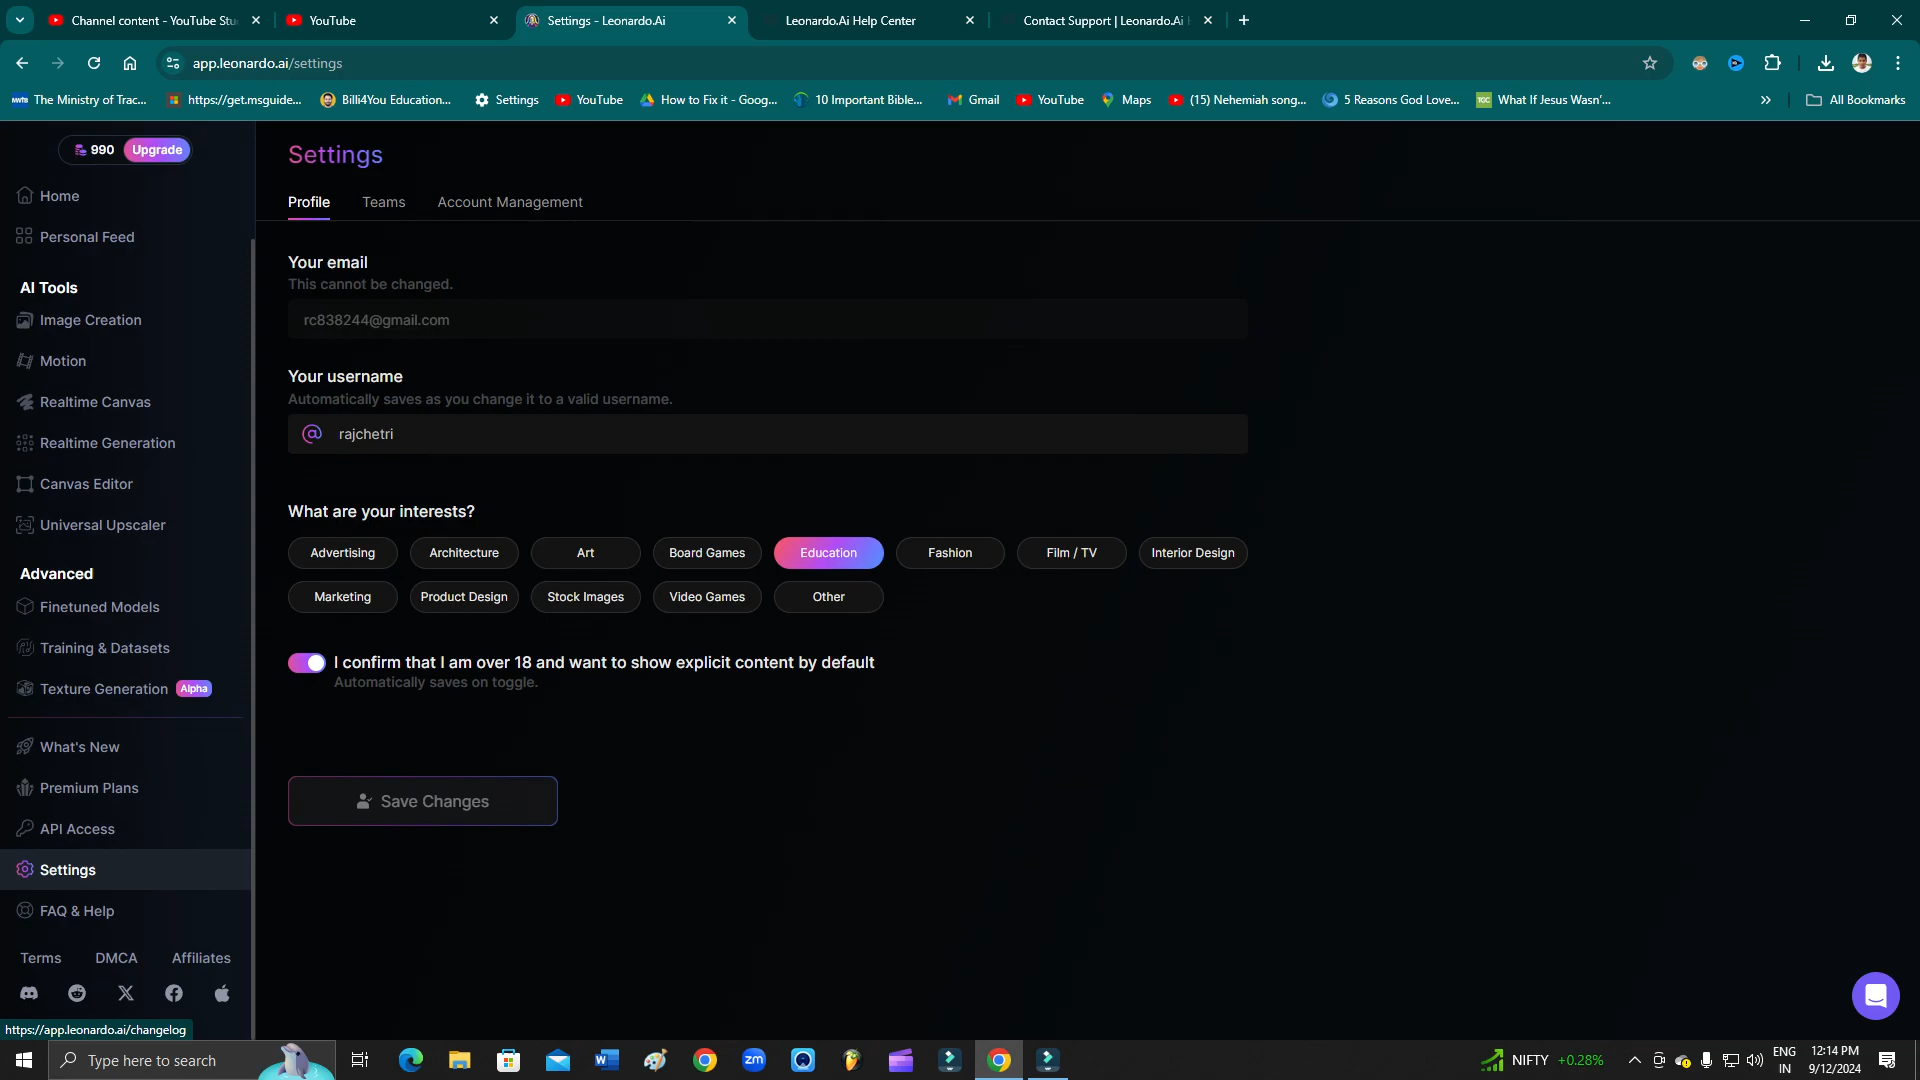 Channel content - YouTube Stu
YouTube
Settings - Leonardo.Ai
Leonardo.Ai Help Center
Contact Support | Leonardo.Ai
app.leonardo.ai/settings
The Ministry of Trac...
https://get.msguide...
Billi4You Education...
Settings
YouTube
How to Fix it - Goog...
10 Important Bible...
Gmail
YouTube
Maps
(15) Nehemiah song...
5 Reasons God Love...
What If Jesus Wasn'...
All Bookmarks
990
Upgrade
Home
Personal Feed
AI Tools
Image Creation
Motion
Realtime Canvas
Realtime Generation
Canvas Editor
Universal Upscaler
Advanced
Finetuned Models
Training & Datasets
Texture Generation Alpha
What's New
Premium Plans
API Access
Settings
FAQ & Help
Terms DMCA Affiliates
https://app.leonardo.ai/changelog
Settings
Profile Teams Account Management
Your email
This cannot be changed.
rc838244@gmail.com
Your username
Automatically saves as you change it to a valid username.
@ rajchetri
What are your interests?
Advertising Architecture Art Board Games Education Fashion Film / TV Interior Design
Marketing Product Design Stock Images Video Games Other
I confirm that I am over 18 and want to show explicit content by default
Automatically saves on toggle.
Save Changes
Type here to search
zm
NIFTY +0.28%
ENG
IN
12:14 PM
9/12/2024